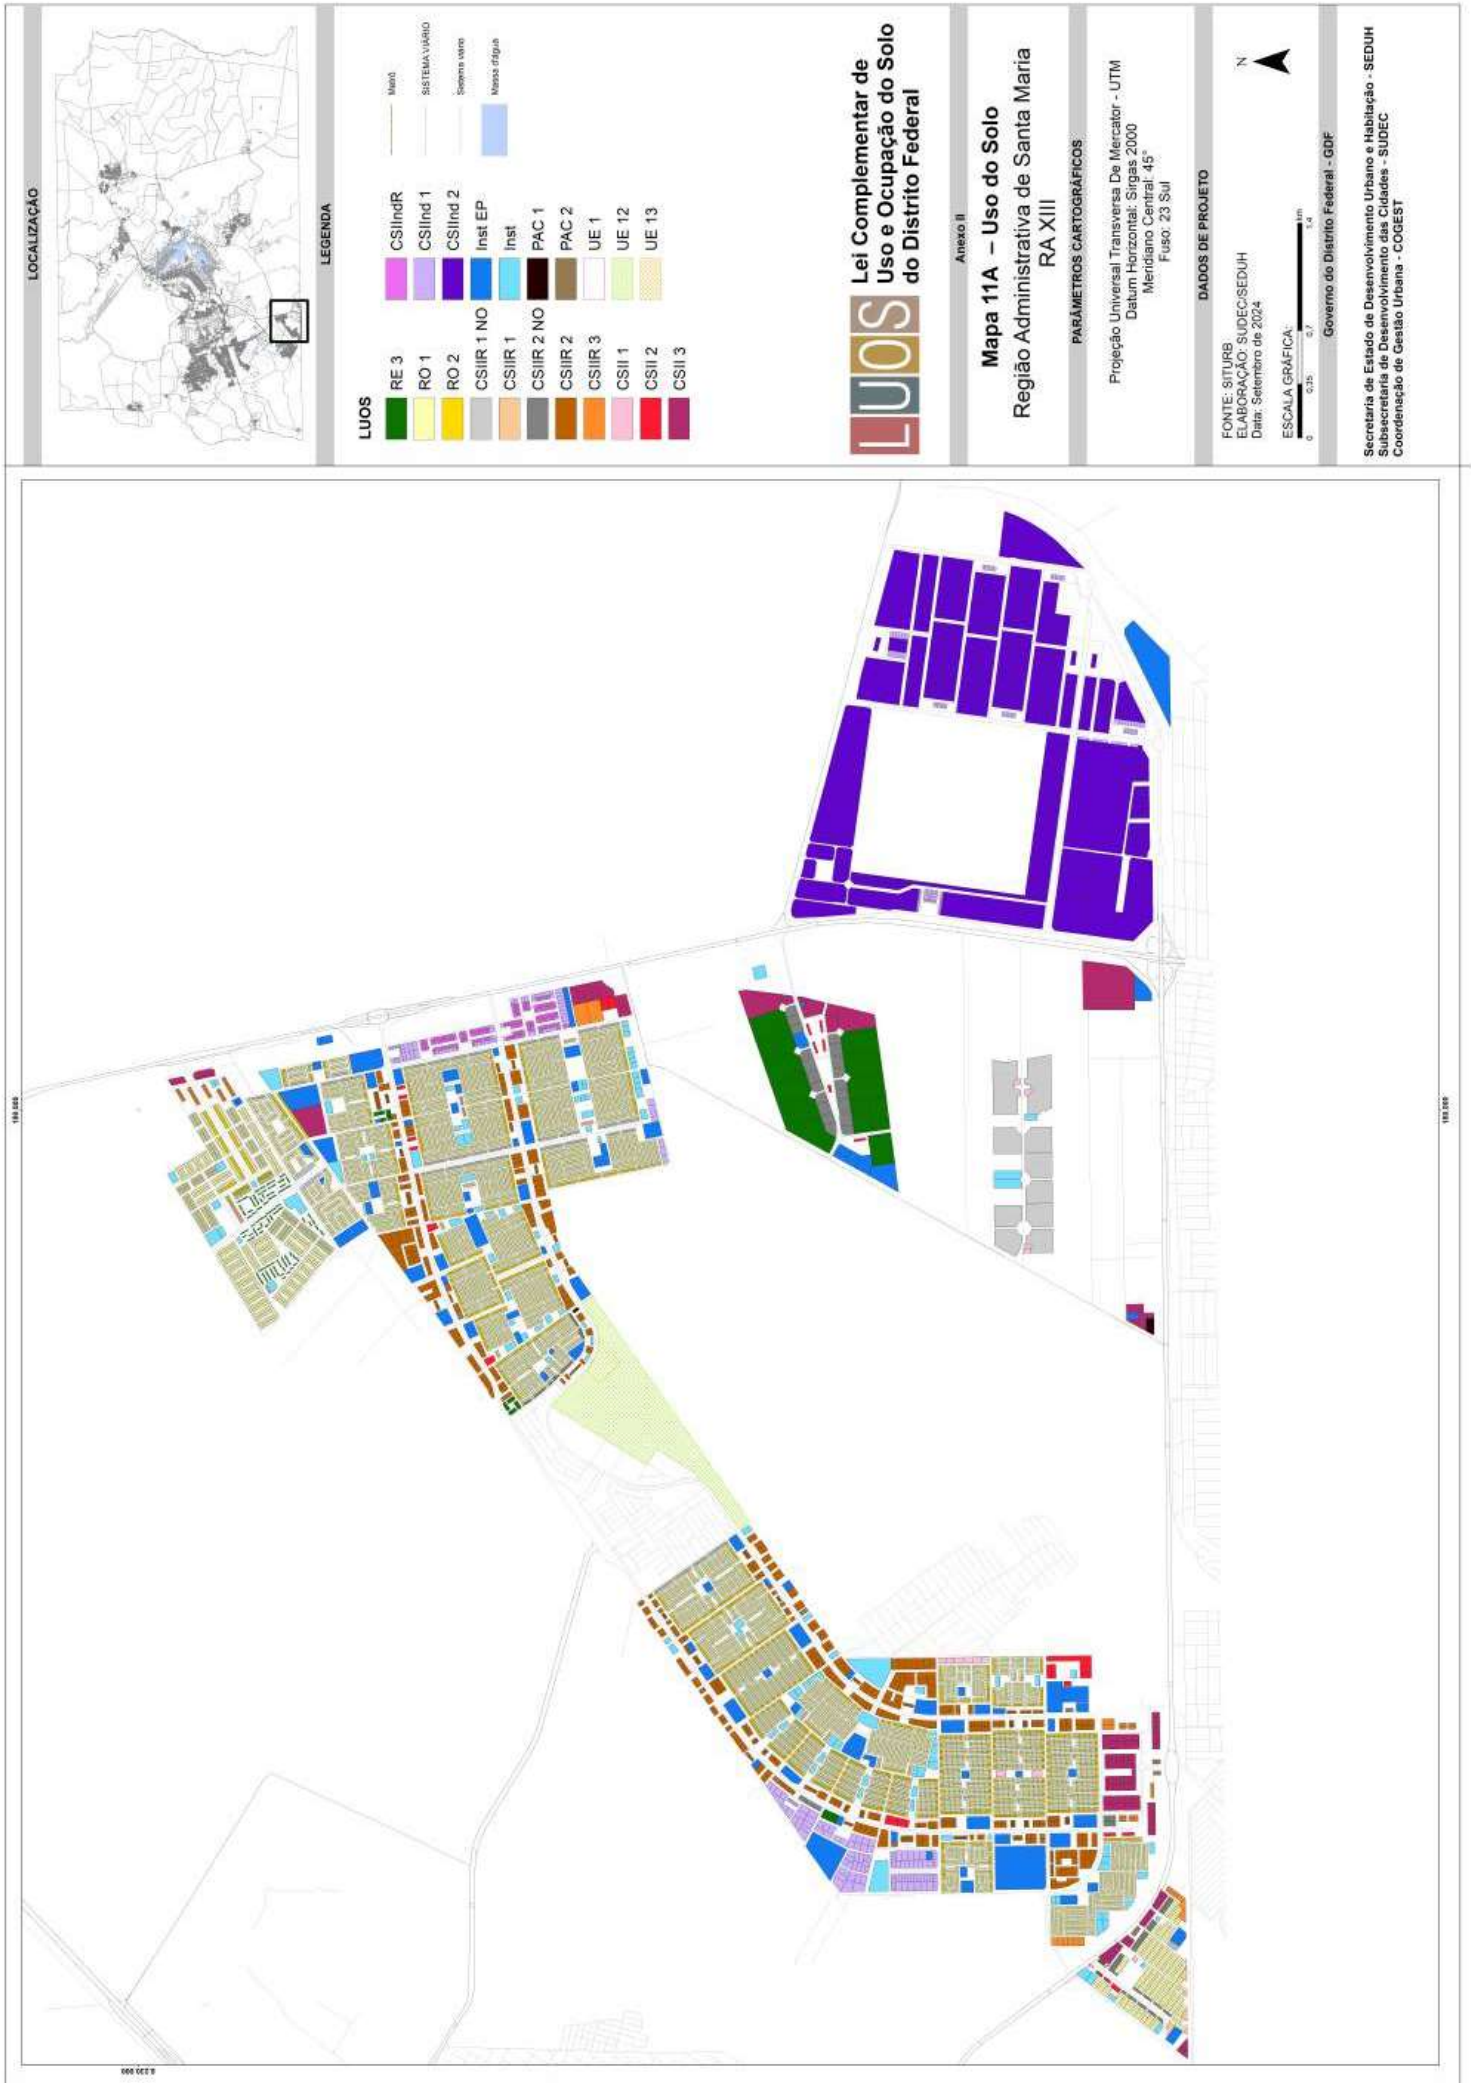 LOCALIZAÇÃO
LEGENDA
LUOS
RE 3
RO 1
RO 2
CSIIR 1 NO
CSIIR 1
CSIIR 2 NO
CSIIR 2
CSIIR 3
CSII 1
CSII 2
CSII 3
CSIIndR
CSIInd 1
CSIInd 2
Inst EP
Inst
PAC 1
PAC 2
UE 1
UE 12
UE 13
Metrô
SISTEMA VIÁRIO
Sistema viário
Massa d'água
LUOS
Lei Complementar de
Uso e Ocupação do Solo
do Distrito Federal
Anexo II
Mapa 11A – Uso do Solo
Região Administrativa de Santa Maria
RA XIII
PARÂMETROS CARTOGRÁFICOS
Projeção Universal Transversa De Mercator - UTM
Datum Horizontal: Sirgas 2000
Meridiano Central: 45°
Fuso: 23 Sul
DADOS DE PROJETO
FONTE: SITURB
ELABORAÇÃO: SUDEC/SEDUH
Data: Setembro de 2024
N
ESCALA GRÁFICA:
0 0,35 0,7 1,4 km
Governo do Distrito Federal - GDF
Secretaria de Estado de Desenvolvimento Urbano e Habitação - SEDUH
Subsecretaria de Desenvolvimento das Cidades - SUDEC
Coordenação de Gestão Urbana - COGEST